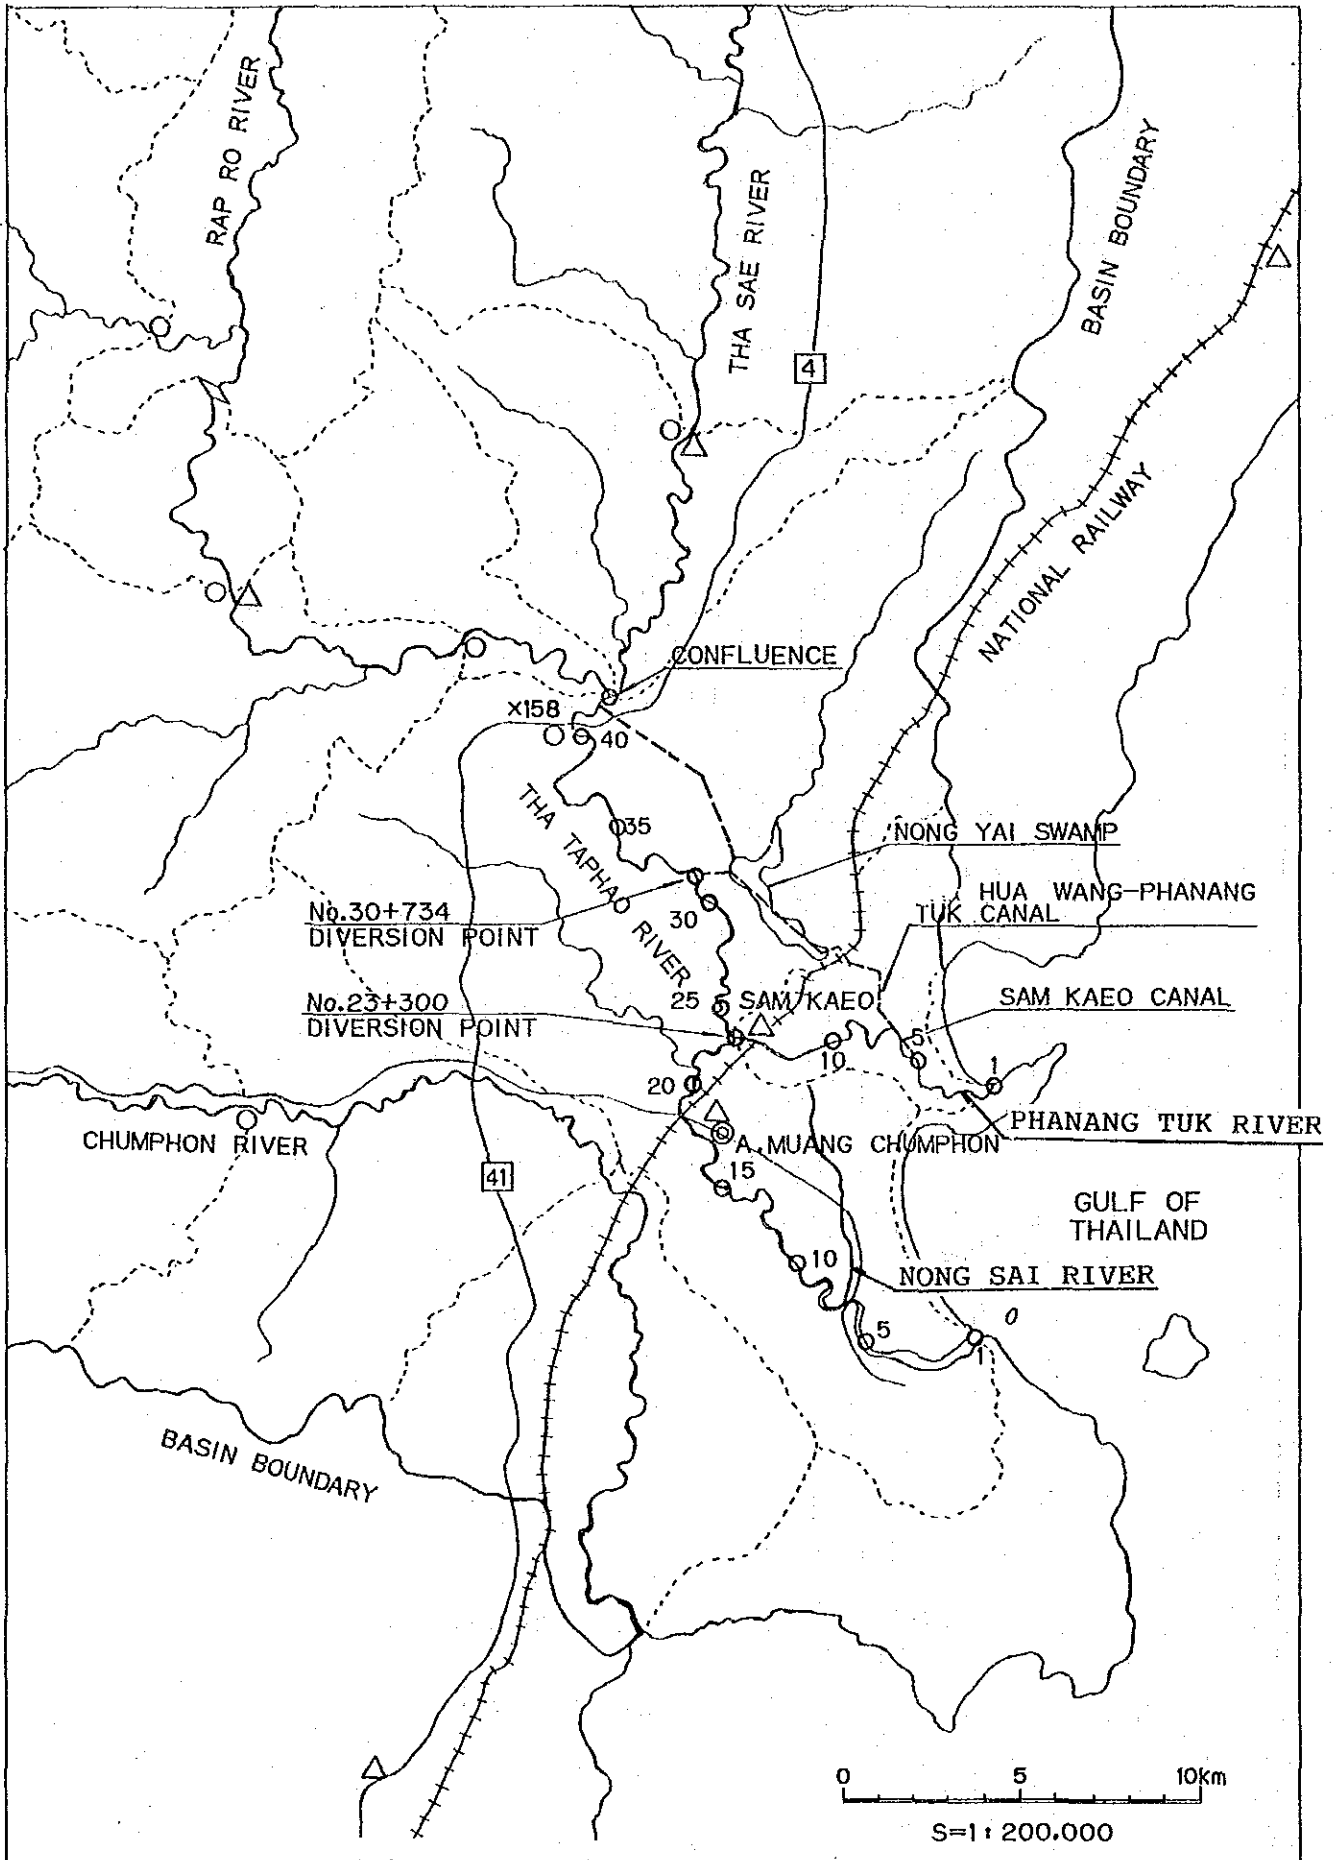 RAP RO RIVER
THA SAE RIVER
BASIN BOUNDARY
4
NATIONAL RAILWAY
CONFLUENCE
×158
40
THA TAPHAO RIVER
35
NONG YAI SWAMP
HUA WANG-PHANANG
TUK CANAL
No.30+734
DIVERSION POINT
30
No.23+300
DIVERSION POINT
25
SAM KAEO
SAM KAEO CANAL
5
10
1
20
PHANANG TUK RIVER
CHUMPHON RIVER
A.MUANG CHUMPHON
15
41
GULF OF
THAILAND
10
NONG SAI RIVER
0
5
1
BASIN BOUNDARY
0 5 10km
S=1:200,000